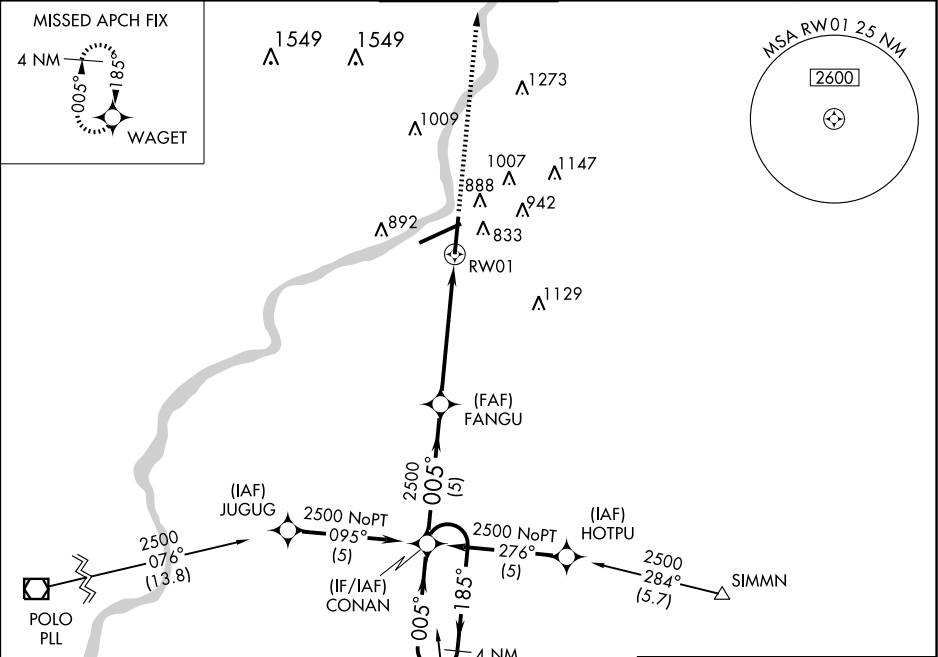 MISSED APCH FIX
4 NM
005°
185°
WAGET
1549
1549
1273
1009
1007
1147
888
942
892
833
RW01
1129
MSA RW01 25 NM
2600
(FAF)
FANGU
2500
005°
(5)
(IAF)
JUGUG
2500 NoPT
095°
(5)
2500 NoPT
276°
(5)
(IAF)
HOTPU
2500
076°
(13.8)
(IF/IAF)
CONAN
2500
284°
(5.7)
SIMMN
POLO
PLL
005°
185°
4 NM